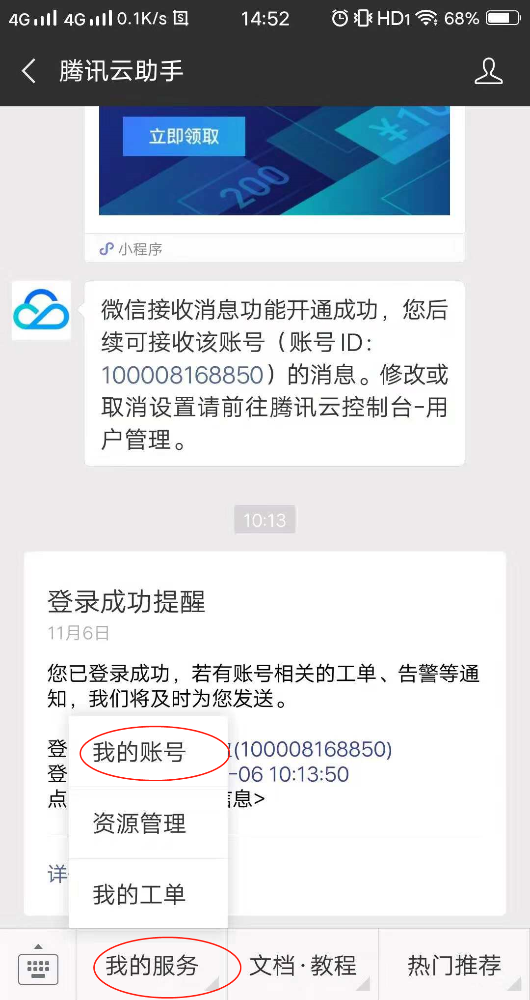 4G 4G 0.1K/s 14:52 HD1 68%
腾讯云助手
立即领取
¥10
200
小程序
微信接收消息功能开通成功，您后
续可接收该账号（账号ID：
100008168850）的消息。修改或
取消设置请前往腾讯云控制台-用
户管理。
10:13
登录成功提醒
11月6日
您已登录成功，若有账号相关的工单、告警等通
知，我们将及时为您发送。
登 (100008168850)
登 -06 10:13:50
点 息>
详
我的账号
资源管理
我的工单
我的服务 文档·教程 热门推荐